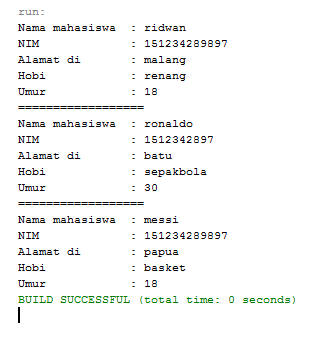 run:
Nama mahasiswa  : ridwan
NIM             : 151234289897
Alamat di       : malang
Hobi            : renang
Umur            : 18
===================
Nama mahasiswa  : ronaldo
NIM             : 1512342897
Alamat di       : batu
Hobi            : sepakbola
Umur            : 30
===================
Nama mahasiswa  : messi
NIM             : 151234289897
Alamat di       : papua
Hobi            : basket
Umur            : 18
BUILD SUCCESSFUL (total time: 0 seconds)